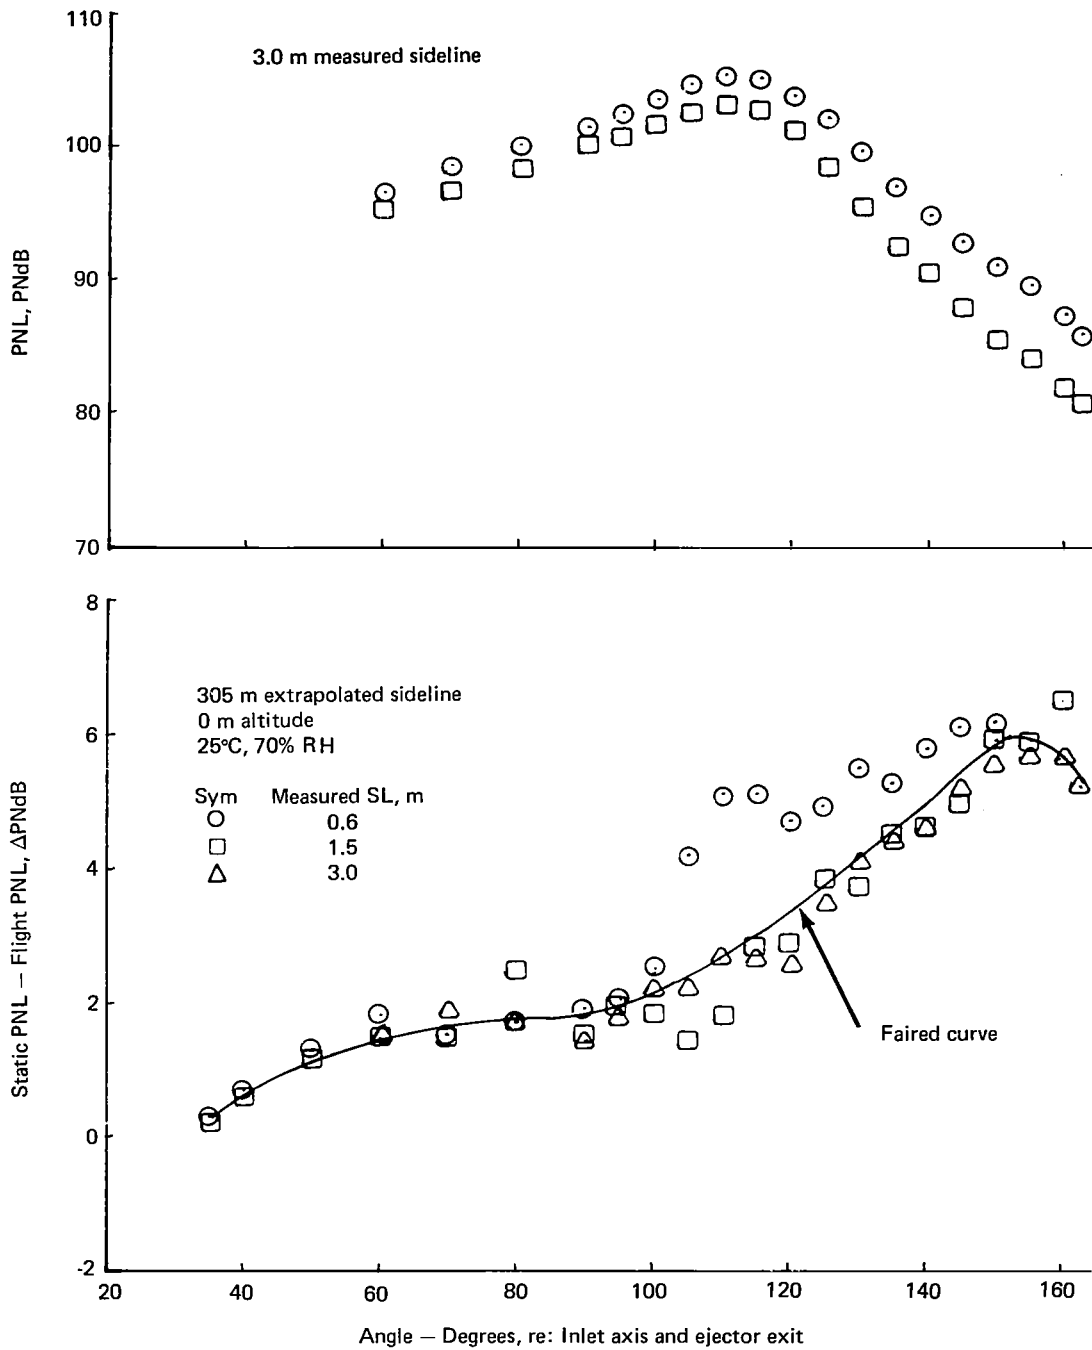 110
3.0 m measured sideline
100
90
80
70
PNL, PNdB
8
6
4
2
0
-2
305 m extrapolated sideline
0 m altitude
25°C, 70% RH
Sym Measured SL, m
0.6
1.5
3.0
Static PNL — Flight PNL, ΔPNdB
Faired curve
20 40 60 80 100 120 140 160
Angle — Degrees, re: Inlet axis and ejector exit